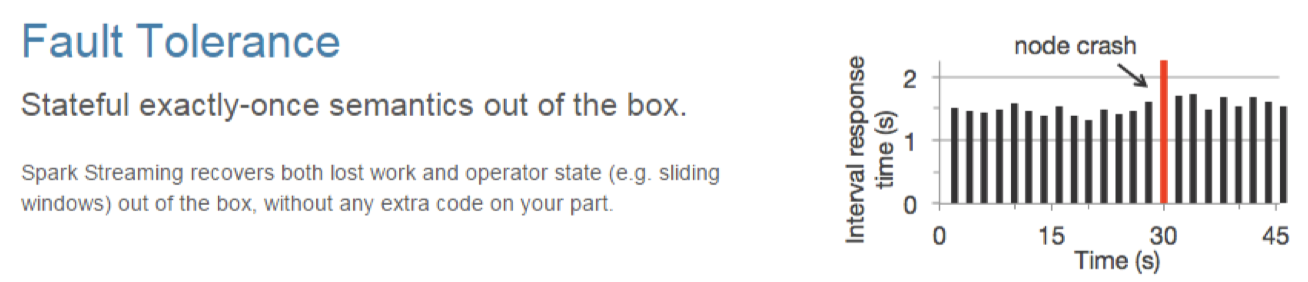 Fault Tolerance
Stateful exactly-once semantics out of the box.
Spark Streaming recovers both lost work and operator state (e.g. sliding
windows) out of the box, without any extra code on your part.
node crash
Interval response
time (s)
2
1
0
0 15 30 45
Time (s)